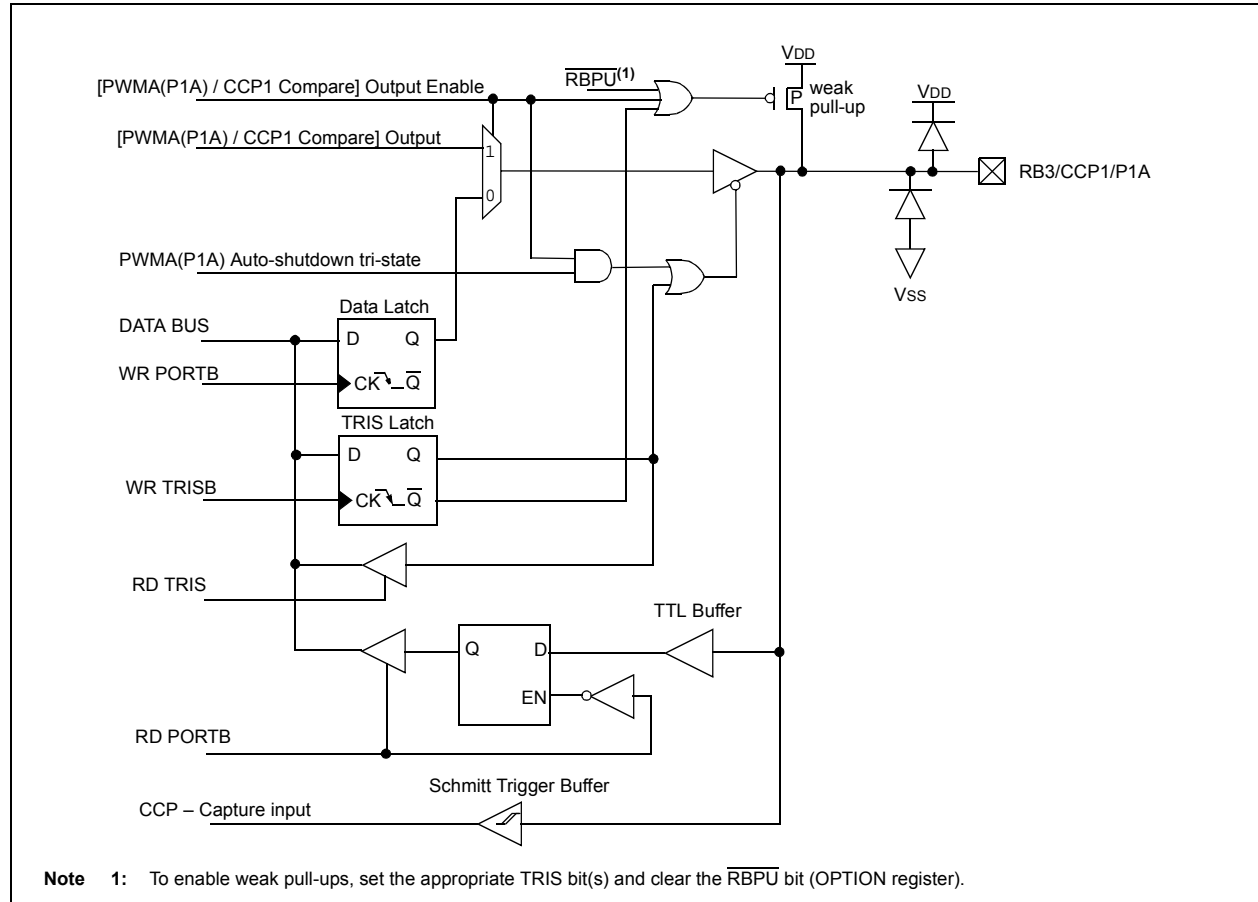 VDD
[PWMA(P1A) / CCP1 Compare] Output Enable
R̅B̅P̅U̅(1)
P
weak
pull-up
VDD
[PWMA(P1A) / CCP1 Compare] Output
1
0
RB3/CCP1/P1A
PWMA(P1A) Auto-shutdown tri-state
VSS
Data Latch
DATA BUS
D Q
WR PORTB
CK Q̅
TRIS Latch
D Q
WR TRISB
CK Q̅
RD TRIS
TTL Buffer
Q D
EN
RD PORTB
Schmitt Trigger Buffer
CCP – Capture input
Note 1: To enable weak pull-ups, set the appropriate TRIS bit(s) and clear the R̅B̅P̅U̅ bit (OPTION register).